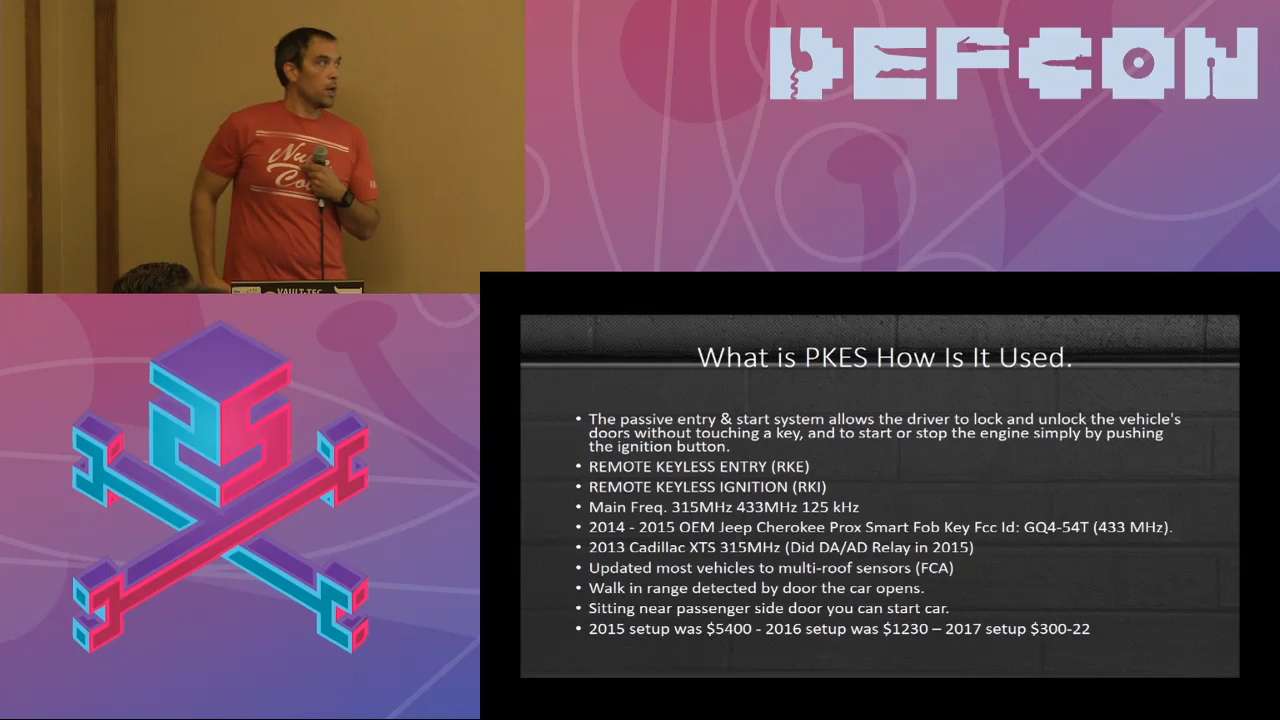 DEFCON
Nuka
Cola
VAULT-TEC
25
What is PKES How Is It Used.
• The passive entry & start system allows the driver to lock and unlock the vehicle's
doors without touching a key, and to start or stop the engine simply by pushing
the ignition button.
• REMOTE KEYLESS ENTRY (RKE)
• REMOTE KEYLESS IGNITION (RKI)
• Main Freq. 315MHz 433MHz 125 kHz
• 2014 - 2015 OEM Jeep Cherokee Prox Smart Fob Key Fcc Id: GQ4-54T (433 MHz).
• 2013 Cadillac XTS 315MHz (Did DA/AD Relay in 2015)
• Updated most vehicles to multi-roof sensors (FCA)
• Walk in range detected by door the car opens.
• Sitting near passenger side door you can start car.
• 2015 setup was $5400 - 2016 setup was $1230 – 2017 setup $300-22